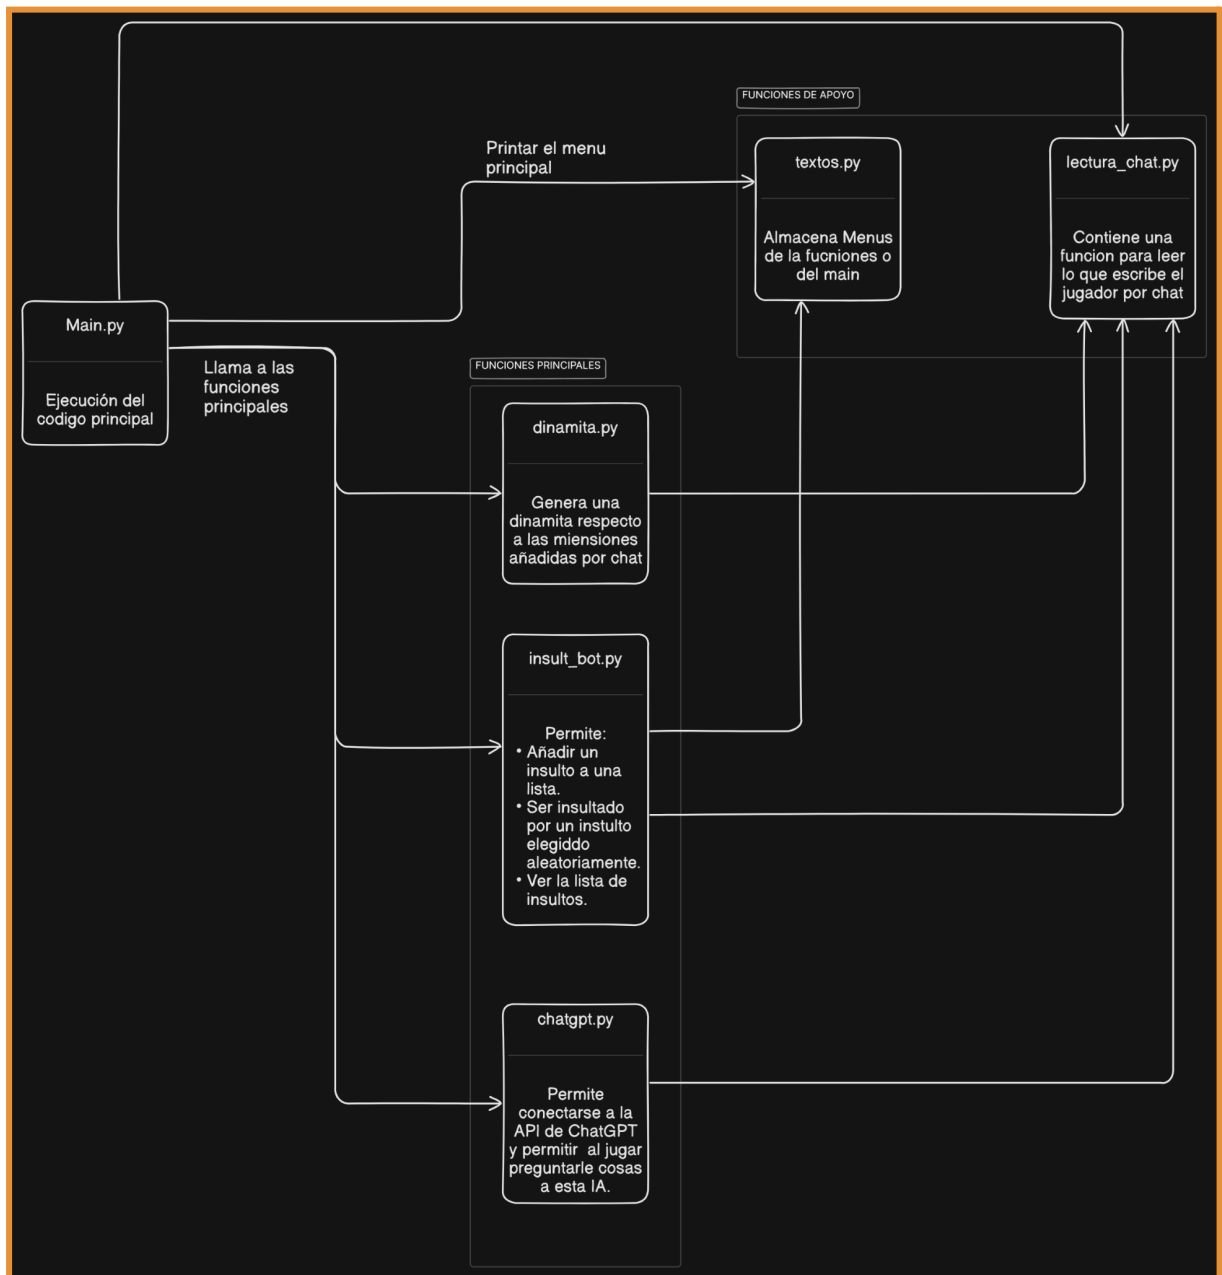 FUNCIONES DE APOYO
Printar el menu
principal
textos.py
Almacena Menus
de la fucniones o
del main
lectura_chat.py
Contiene una
funcion para leer
lo que escribe el
jugador por chat
Main.py
Ejecución del
codigo principal
Llama a las
funciones
principales
FUNCIONES PRINCIPALES
dinamita.py
Genera una
dinamita respecto
a las miensiones
añadidas por chat
insult_bot.py
Permite:
• Añadir un
insulto a una
lista.
• Ser insultado
por un instulto
elegiddo
aleatoriamente.
• Ver la lista de
insultos.
chatgpt.py
Permite
conectarse a la
API de ChatGPT
y permitir al jugar
preguntarle cosas
a esta IA.